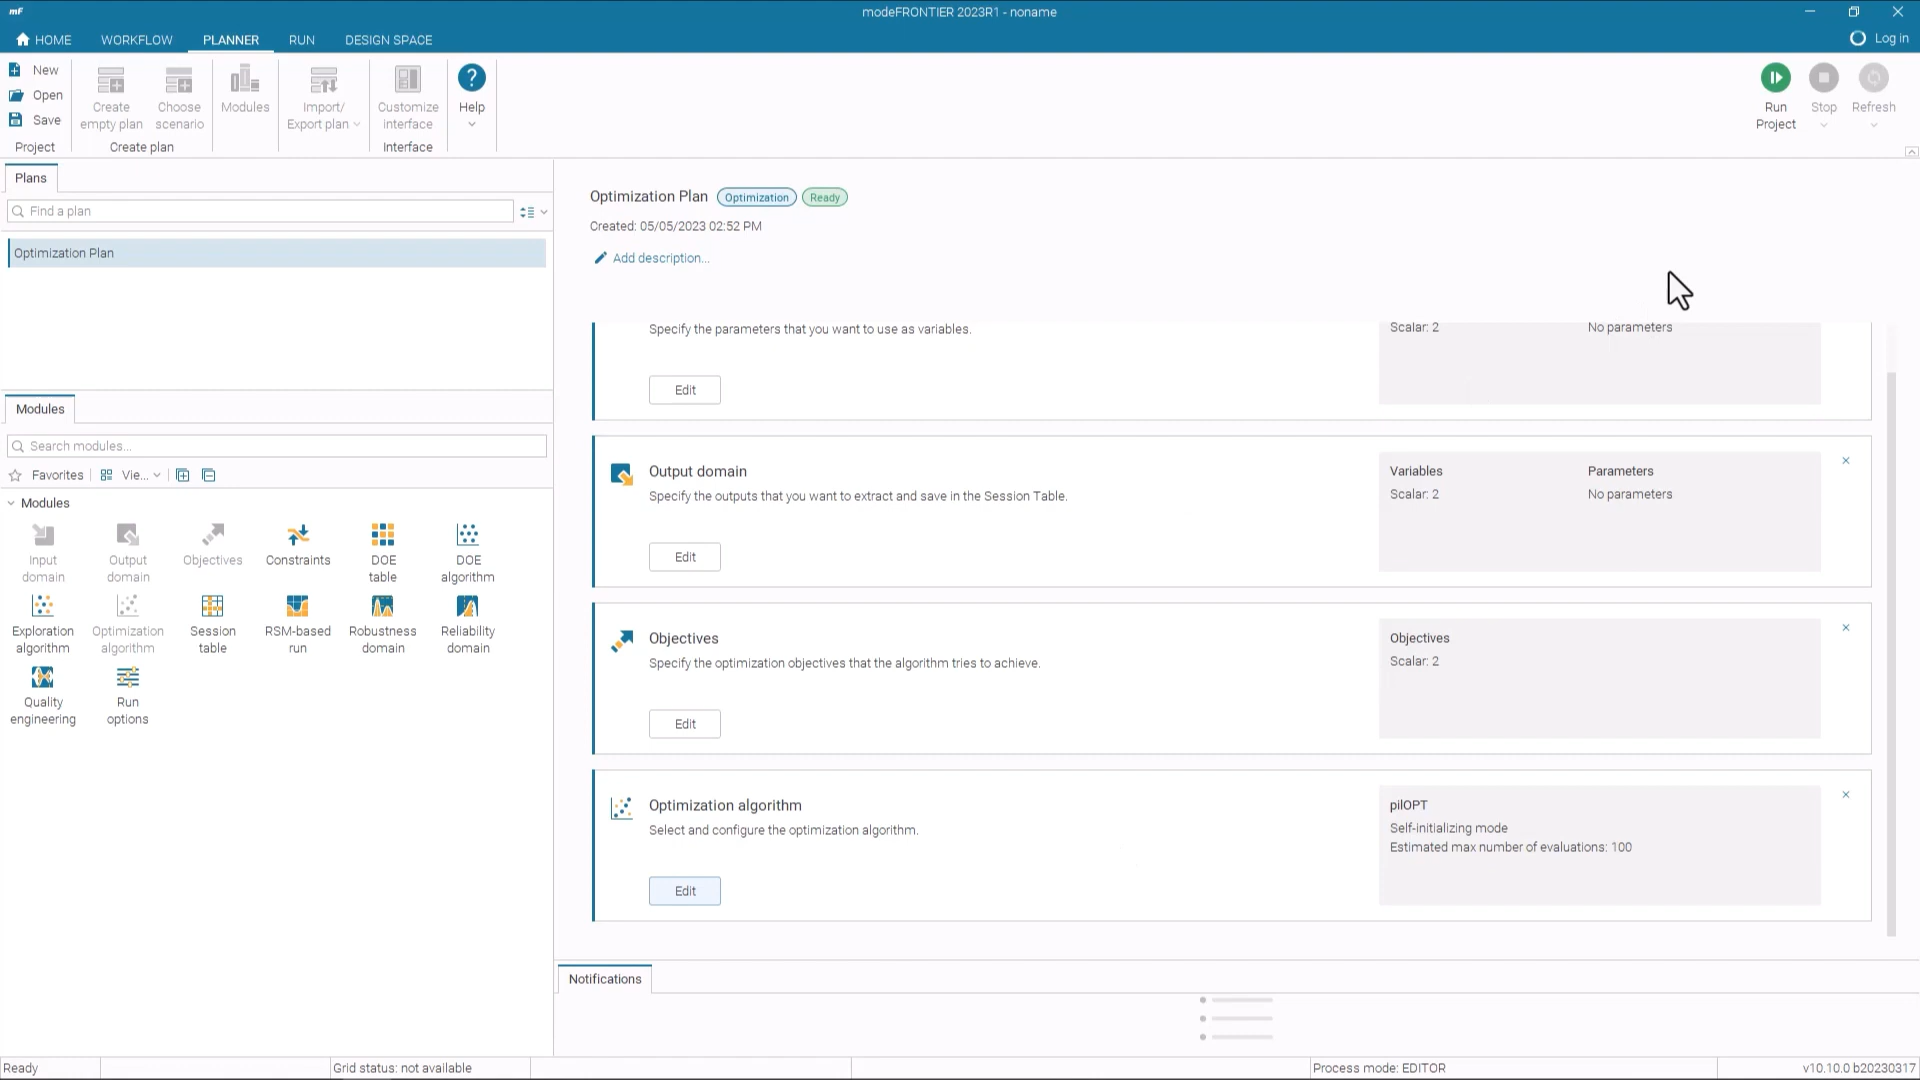 mF
modeFRONTIER 2023R1 - noname
HOME
WORKFLOW
PLANNER
RUN
DESIGN SPACE
Log in
New
Open
Save
Project
Create
empty plan
Choose
scenario
Create plan
Modules
Import/
Export plan
Customize
interface
Interface
?
Help
Run
Project
Stop
Refresh
Plans
Find a plan
Optimization Plan
Modules
Search modules...
Favorites
Vie...
Modules
Input
domain
Output
domain
Objectives
Constraints
DOE
table
DOE
algorithm
Exploration
algorithm
Optimization
algorithm
Session
table
RSM-based
run
Robustness
domain
Reliability
domain
Quality
engineering
Run
options
Optimization Plan
Optimization
Ready
Created: 05/05/2023 02:52 PM
Add description...
Specify the parameters that you want to use as variables.
Scalar: 2
No parameters
Edit
Output domain
Specify the outputs that you want to extract and save in the Session Table.
Variables
Parameters
Scalar: 2
No parameters
Edit
Objectives
Specify the optimization objectives that the algorithm tries to achieve.
Objectives
Scalar: 2
Edit
Optimization algorithm
Select and configure the optimization algorithm.
pilOPT
Self-initializing mode
Estimated max number of evaluations: 100
Edit
Notifications
Ready
Grid status: not available
Process mode: EDITOR
v10.10.0 b20230317